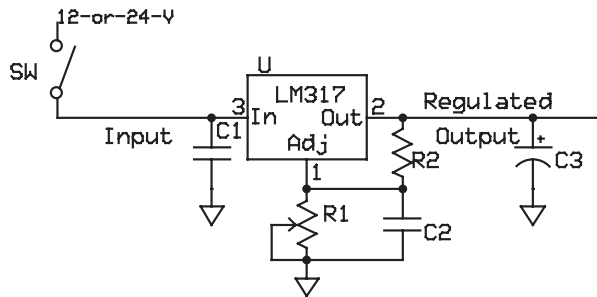 12-or-24-V
SW
U
LM317
3
In
Out
2
Adj
1
Input
C1
Regulated
Output
R2
+
C3
R1
C2